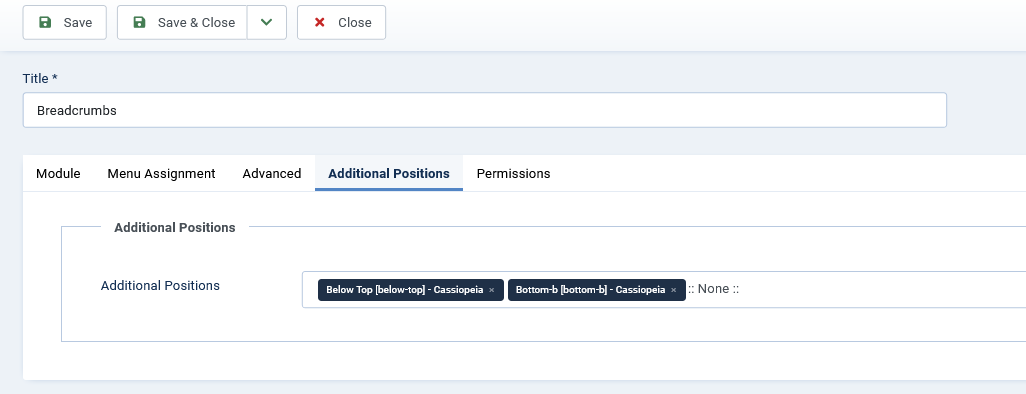 Save
Save & Close
Close
Title *
Breadcrumbs
Module
Menu Assignment
Advanced
Additional Positions
Permissions
Additional Positions
Additional Positions
Below Top [below-top] - Cassiopeia ×
Bottom-b [bottom-b] - Cassiopeia ×
:: None ::